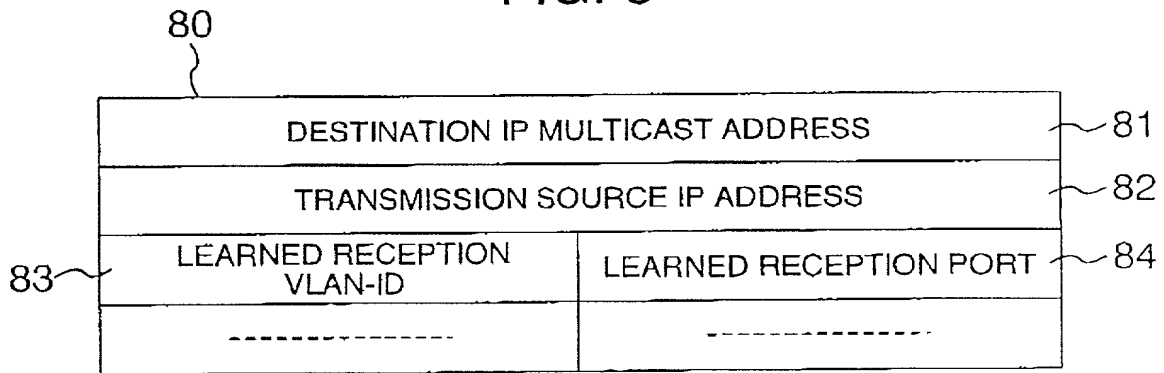 80
DESTINATION IP MULTICAST ADDRESS
81
TRANSMISSION SOURCE IP ADDRESS
82
83
LEARNED RECEPTION
VLAN-ID
LEARNED RECEPTION PORT
84